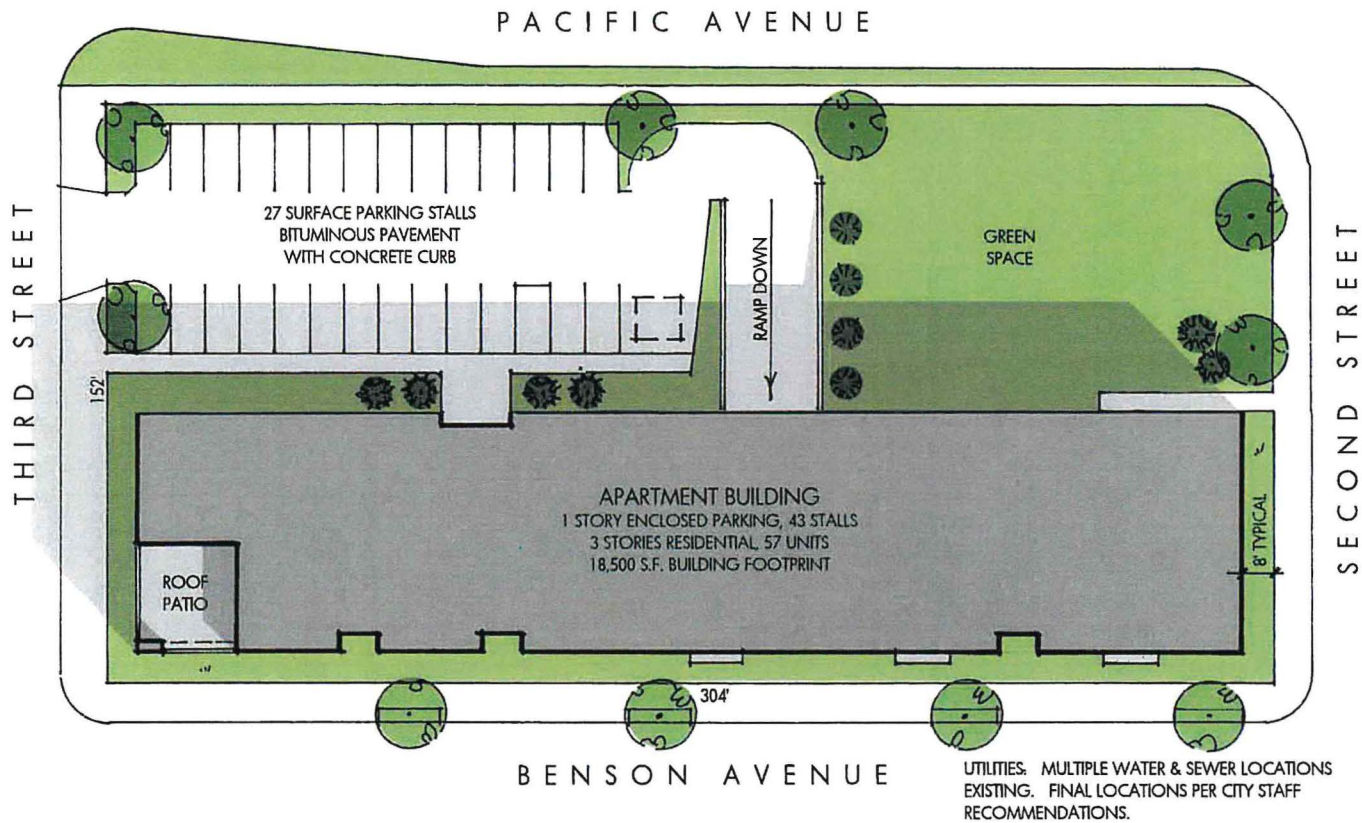 PACIFIC AVENUE
27 SURFACE PARKING STALLS
BITUMINOUS PAVEMENT
WITH CONCRETE CURB
RAMP DOWN
GREEN
SPACE
THIRD STREET
152'
SECOND STREET
APARTMENT BUILDING
1 STORY ENCLOSED PARKING, 43 STALLS
3 STORIES RESIDENTIAL, 57 UNITS
18,500 S.F. BUILDING FOOTPRINT
8' TYPICAL
ROOF
PATIO
304'
BENSON AVENUE
UTILITIES: MULTIPLE WATER & SEWER LOCATIONS
EXISTING. FINAL LOCATIONS PER CITY STAFF
RECOMMENDATIONS.